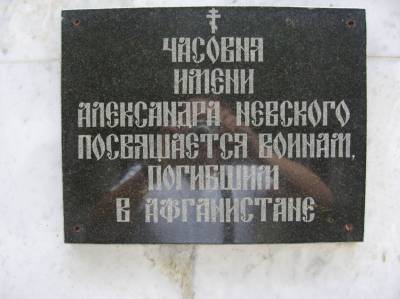 ЧАСОВНЯ
ИМЕНИ
АЛЕКСАНДРА НЕВСКОГО
ПОСВЯЩАЕТСЯ ВОИНАМ,
ПОГИБШИМ
В АФГАНИСТАНЕ